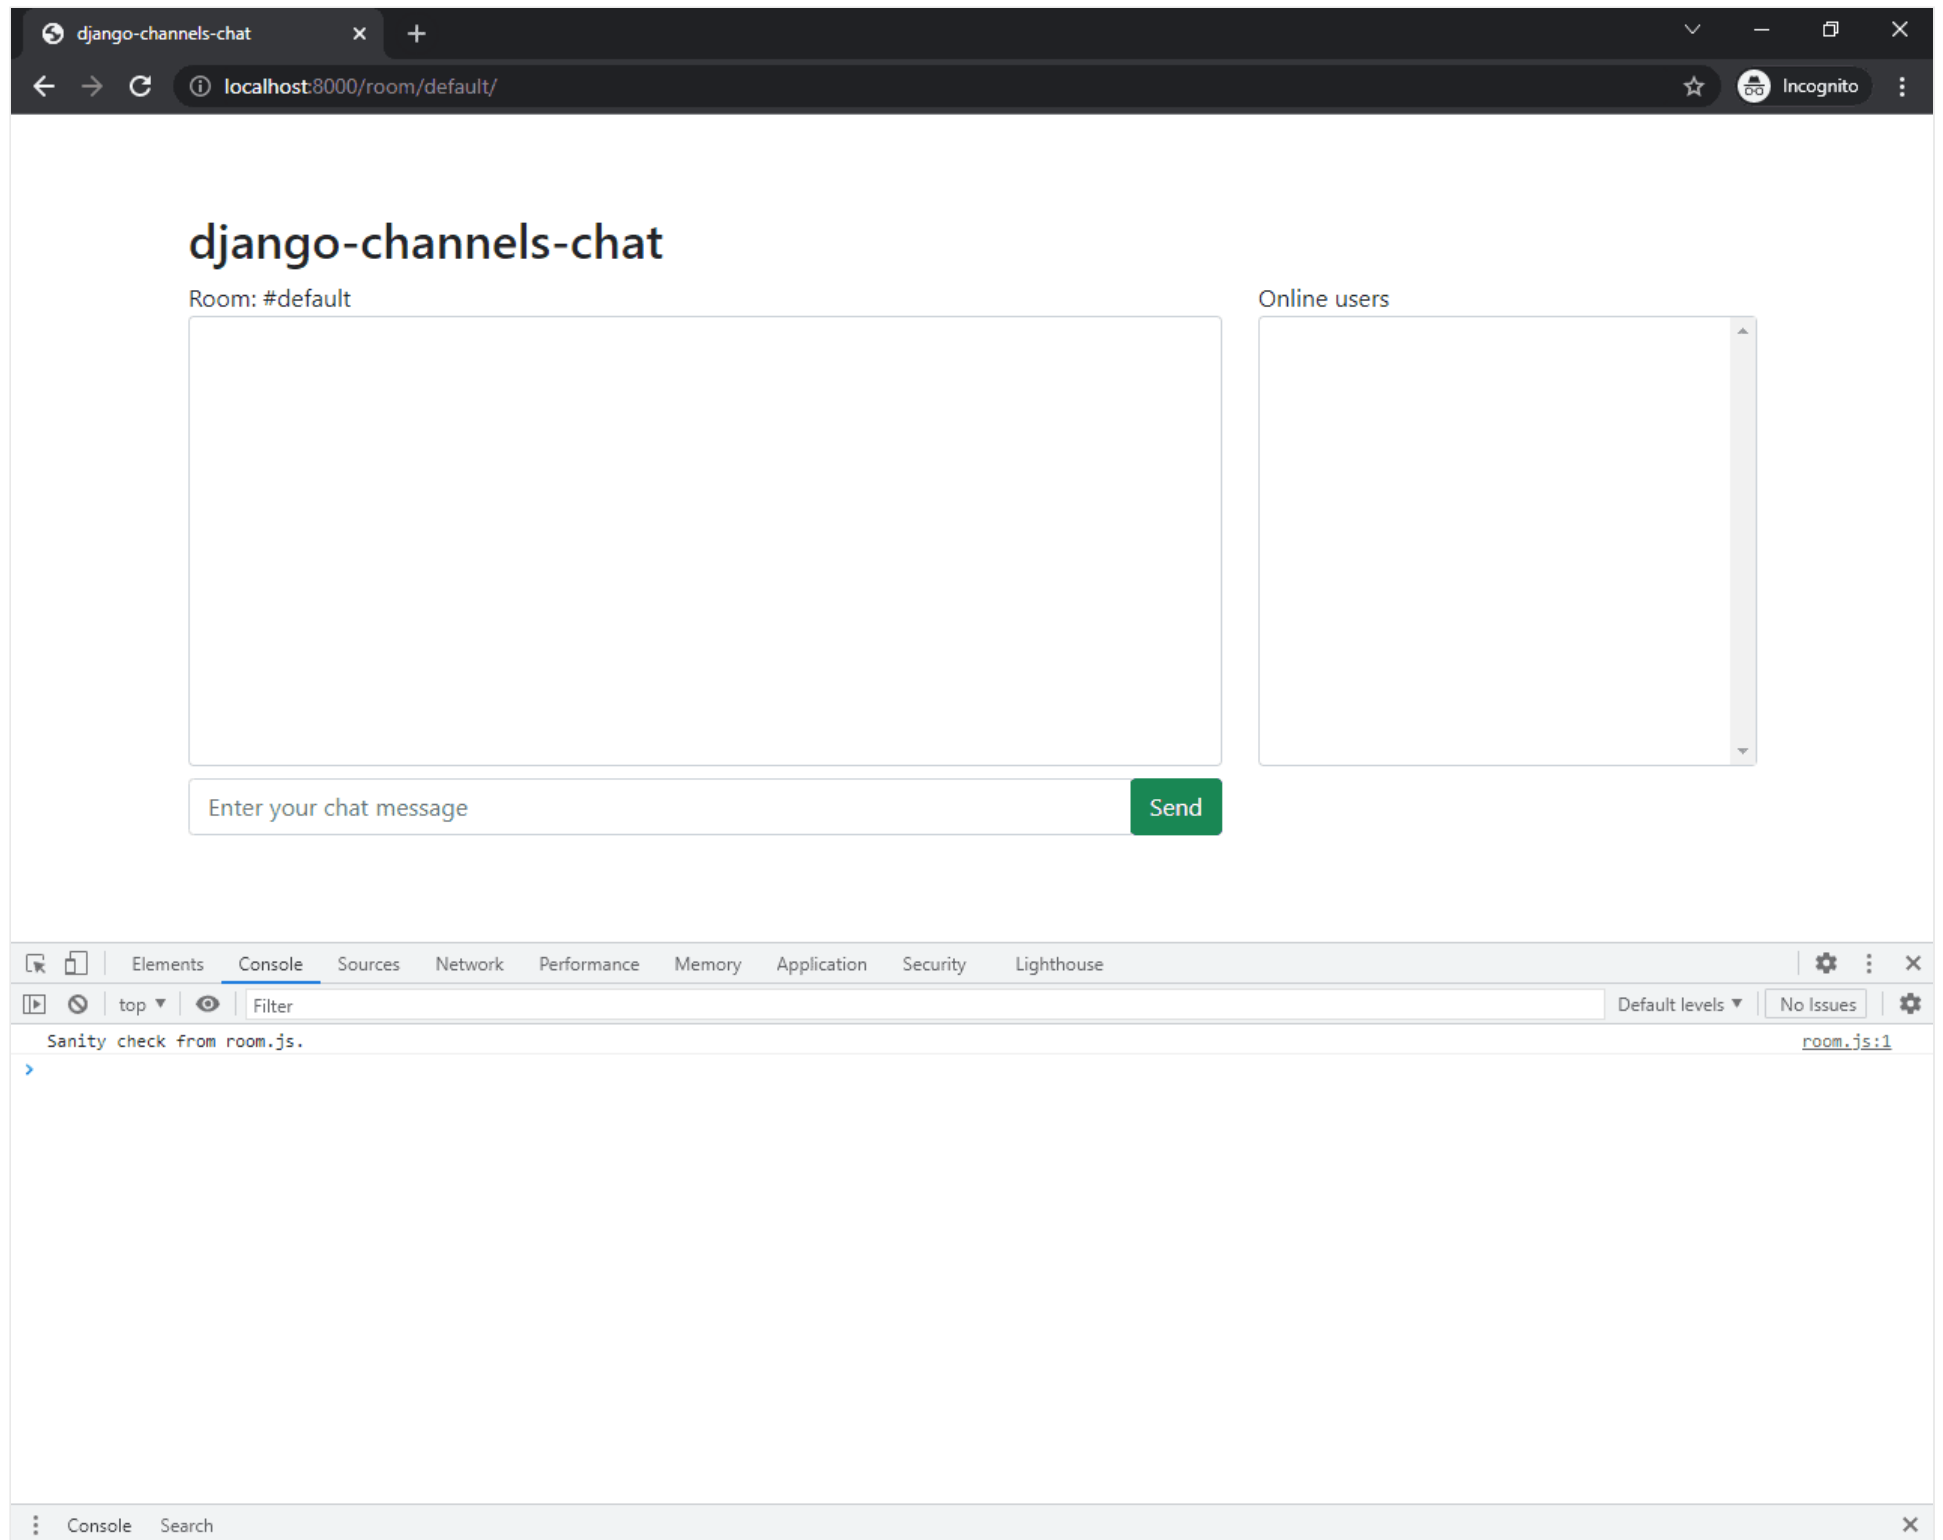 django-channels-chat
localhost:8000/room/default/
Incognito
django-channels-chat
Room: #default
Online users
Enter your chat message
Send
Elements Console Sources Network Performance Memory Application Security Lighthouse
top Filter Default levels No Issues
Sanity check from room.js. room.js:1
Console Search